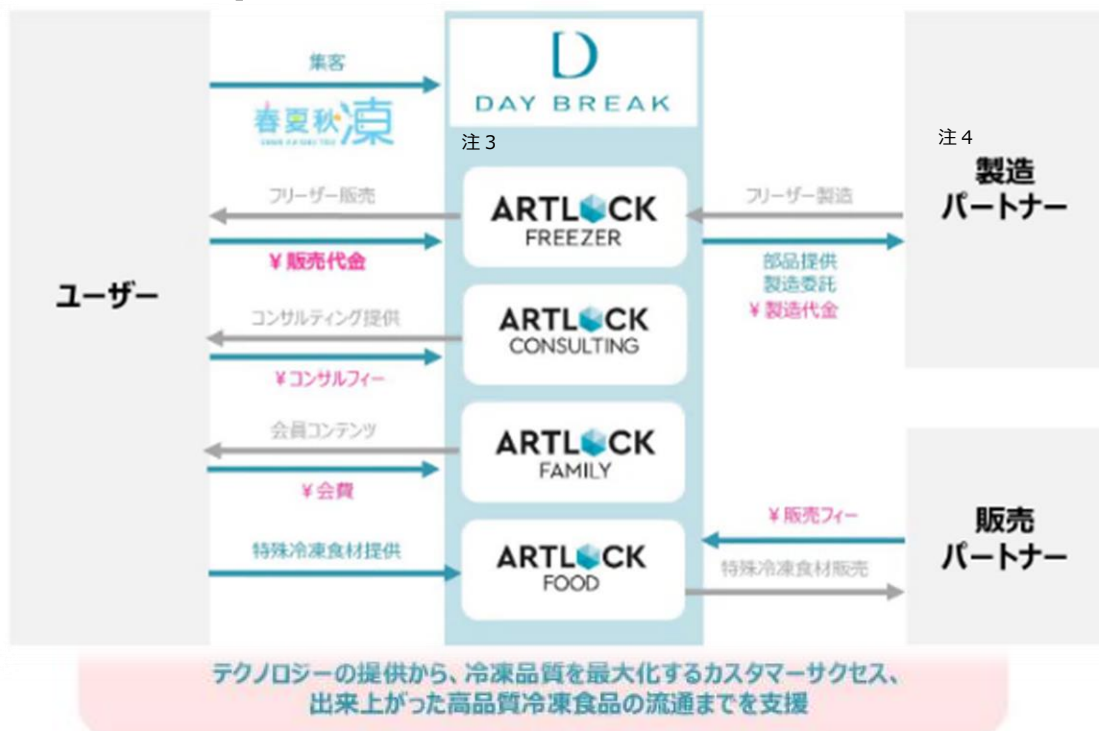 集客
春夏秋凍
DAY BREAK
注3
注4
製造
パートナー
フリーザー販売
ARTLOCK
FREEZER
フリーザー製造
¥販売代金
部品提供
製造委託
¥製造代金
ユーザー
コンサルティング提供
ARTLOCK
CONSULTING
¥コンサルフィー
会員コンテンツ
ARTLOCK
FAMILY
¥会費
¥販売フィー
販売
パートナー
特殊冷凍食材提供
ARTLOCK
FOOD
特殊冷凍食材販売
テクノロジーの提供から、冷凍品質を最大化するカスタマーサクセス、
出来上がった高品質冷凍食品の流通までを支援